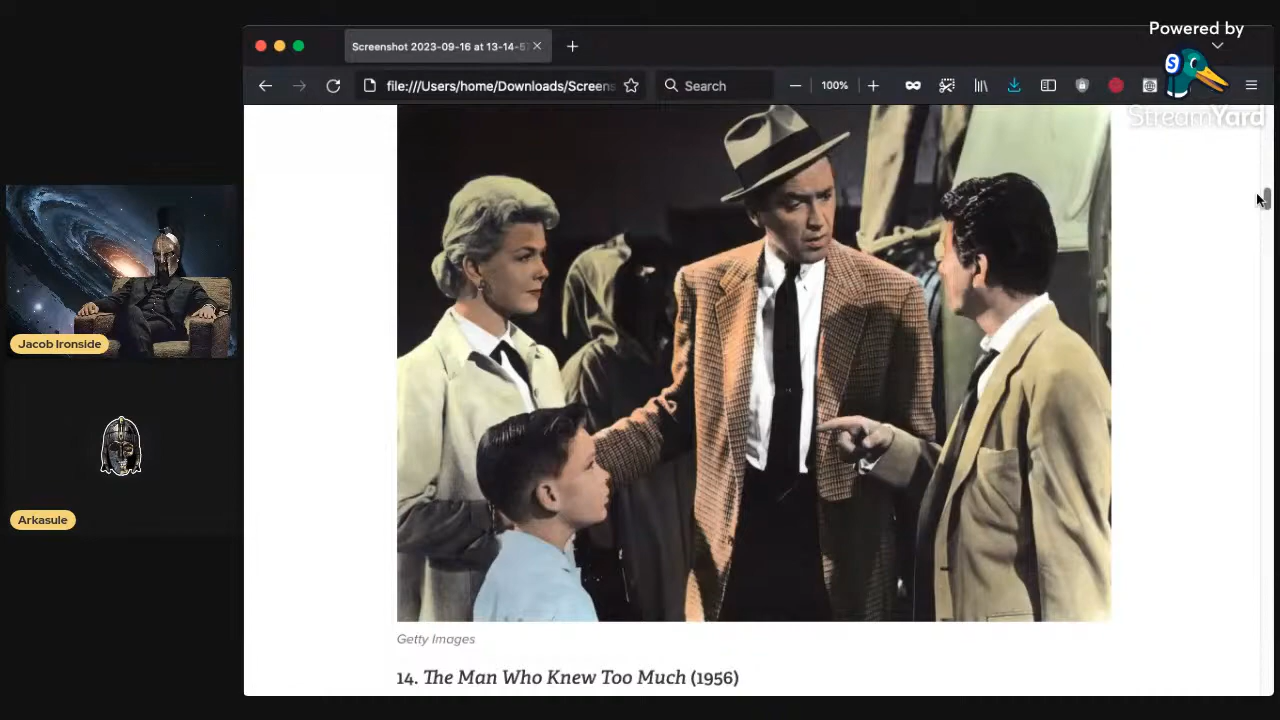 Powered by
StreamYard
Screenshot 2023-09-16 at 13-14-5
file:///Users/home/Downloads/Screens
Search
100%
Jacob Ironside
Arkasule
Getty Images
14. The Man Who Knew Too Much (1956)